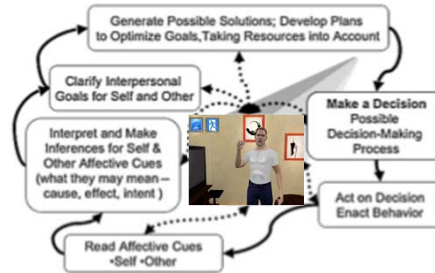 Generate Possible Solutions; Develop Plans
to Optimize Goals,Taking Resources into Account
Clarify Interpersonal
Goals for Self and Other
Make a Decision
Possible
Decision-Making
Process
Interpret and Make
Inferences for Self &
Other Affective Cues
(what they may mean–
cause, effect, intent )
Act on Decision
Enact Behavior
Read Affective Cues
•Self •Other